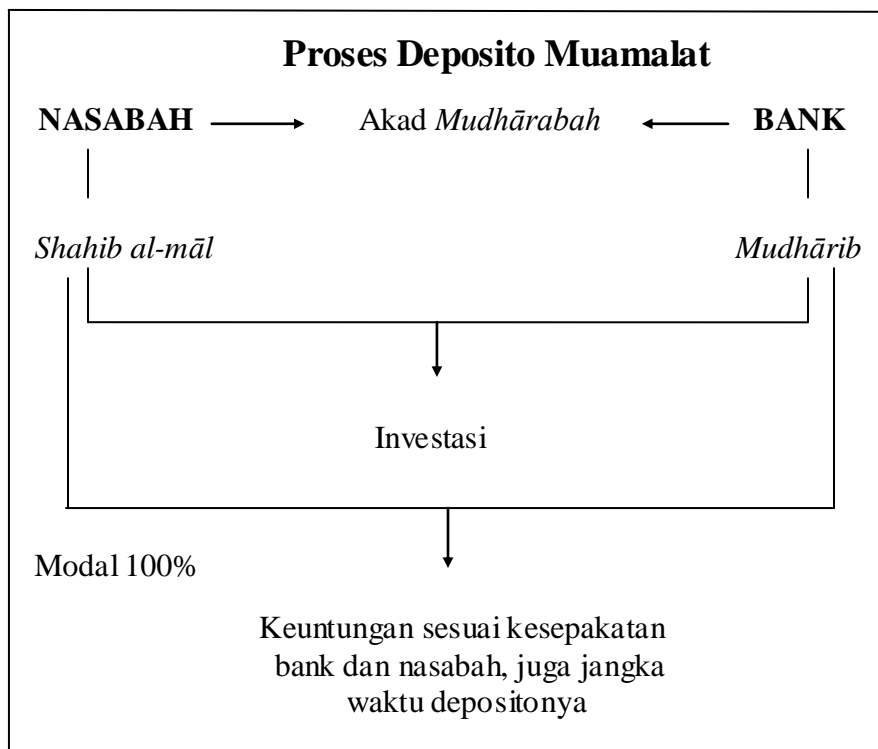 Proses Deposito Muamalat
NASABAH Akad Mudhārabah BANK
Shahib al-māl Mudhārib
Investasi
Modal 100%
Keuntungan sesuai kesepakatan
bank dan nasabah, juga jangka
waktu depositonya